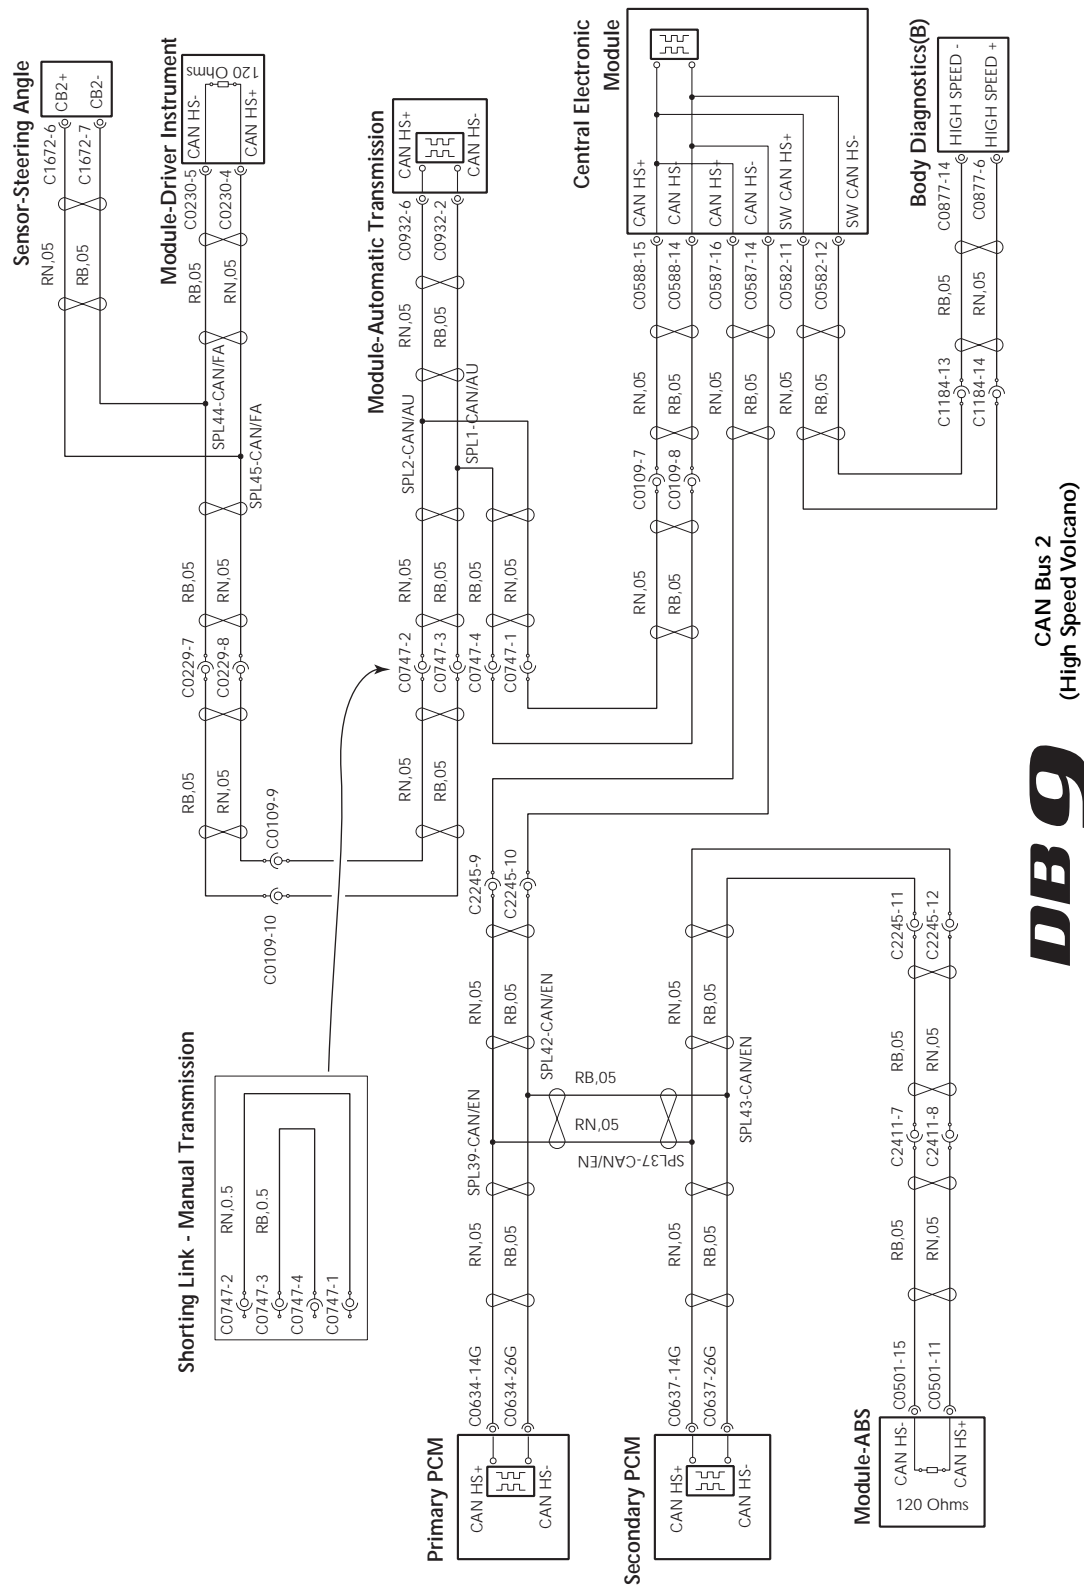 Sensor-Steering Angle
CB2+
CB2-
C1672-6
C1672-7
RN,05
RB,05
Module-Driver Instrument
120 Ohms
CAN HS-
CAN HS+
C0230-5
C0230-4
RB,05
RN,05
SPL44-CAN/FA
SPL45-CAN/FA
RB,05
RN,05
C0229-7
C0229-8
RB,05
RN,05
C0109-9
C0109-10
Module-Automatic Transmission
CAN HS+
CAN HS-
C0932-6
C0932-2
RN,05
RB,05
SPL2-CAN/AU
SPL1-CAN/AU
RN,05
RB,05
RB,05
RN,05
C0747-2
C0747-3
C0747-4
C0747-1
RN,05
RB,05
Central Electronic
Module
CAN HS+
CAN HS-
CAN HS+
CAN HS-
SW CAN HS+
SW CAN HS-
C0588-15
C0588-14
C0587-16
C0587-14
C0582-11
C0582-12
RN,05
RB,05
RN,05
RB,05
RN,05
RB,05
C0109-7
C0109-8
RN,05
RB,05
Body Diagnostics(B)
HIGH SPEED -
HIGH SPEED +
C0877-14
C0877-6
RB,05
RN,05
C1184-13
C1184-14
Shorting Link - Manual Transmission
RN,0.5
RB,0.5
C0747-2
C0747-3
C0747-4
C0747-1
C2245-9
C2245-10
RN,05
RB,05
SPL42-CAN/EN
SPL39-CAN/EN
RB,05
RN,05
SPL37-CAN/EN
SPL43-CAN/EN
RN,05
RB,05
RN,05
RB,05
C0634-14G
C0634-26G
Primary PCM
CAN HS+
CAN HS-
RN,05
RB,05
C0637-14G
C0637-26G
Secondary PCM
CAN HS+
CAN HS-
C2245-11
C2245-12
RB,05
RN,05
C2411-7
C2411-8
RB,05
RN,05
C0501-15
C0501-11
Module-ABS
CAN HS-
CAN HS+
120 Ohms
DB 9
CAN Bus 2
(High Speed Volcano)